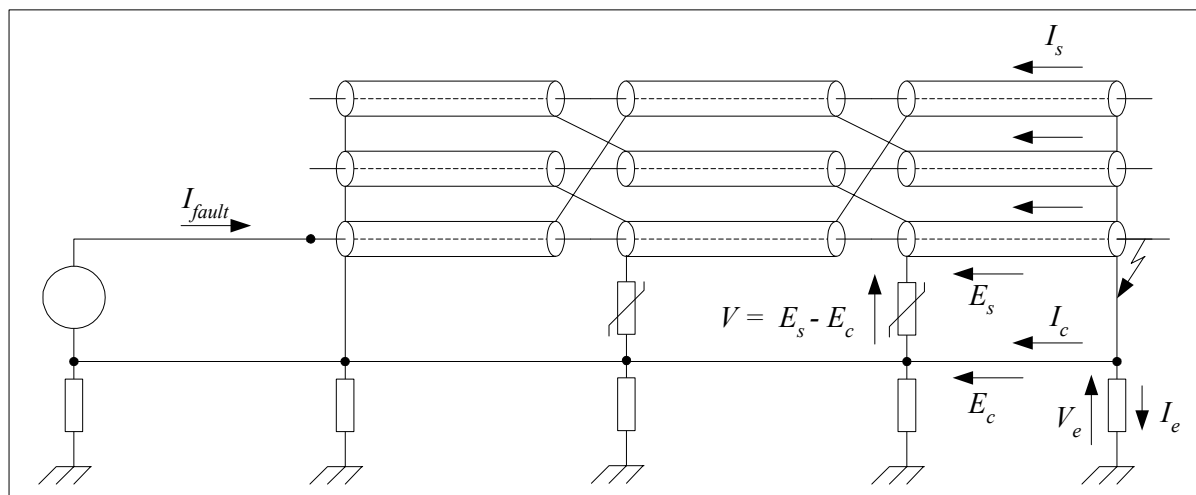 I_s
I_fault
E_s
V = E_s - E_c
I_c
E_c
V_e
I_e